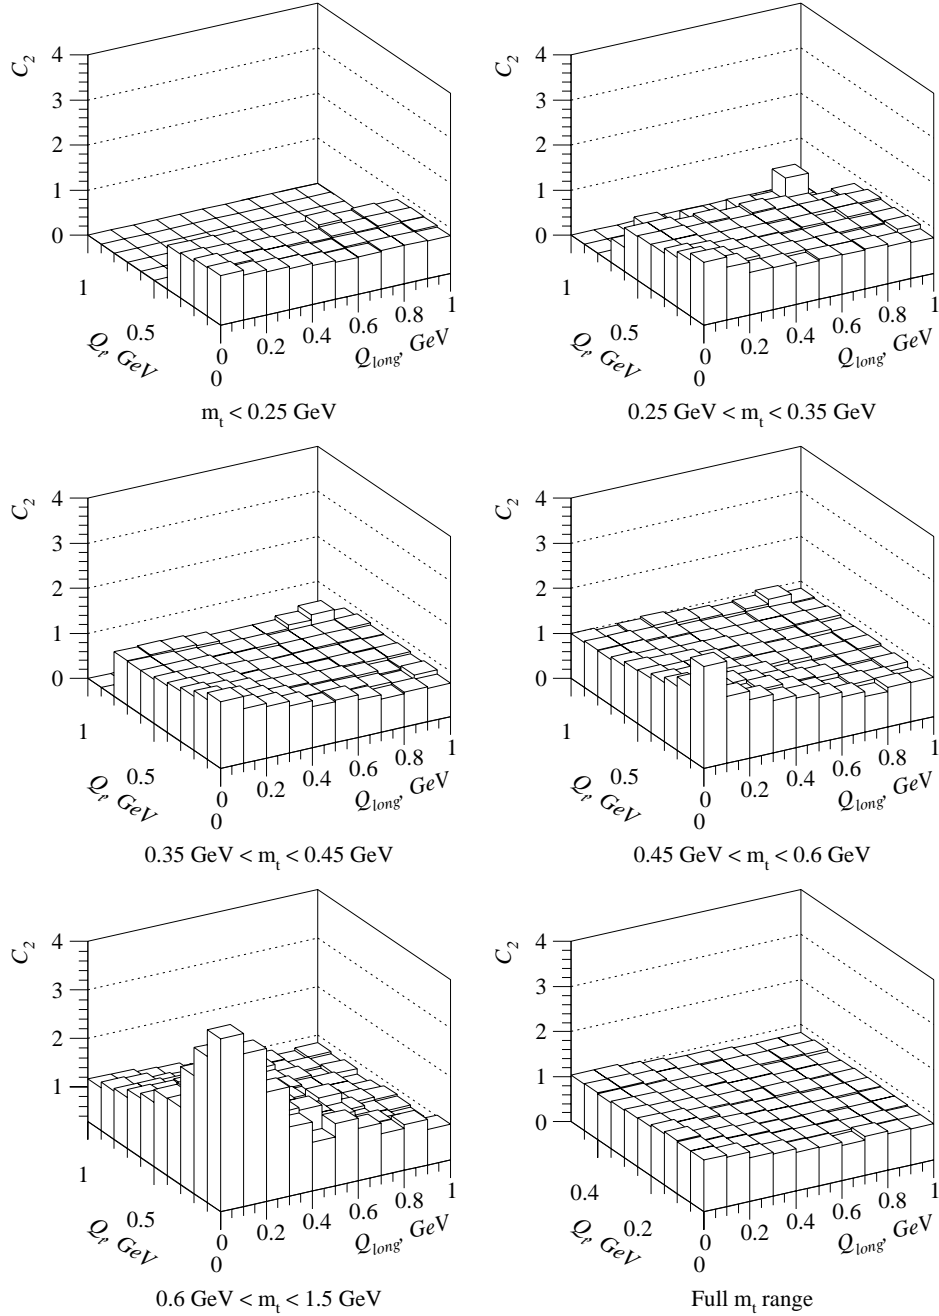 C2 4 3 2 1 0
1 0.5 0 0 0.2 0.4 0.6 0.8 1
Qt, GeV Qlong, GeV
mt < 0.25 GeV
C2 4 3 2 1 0
1 0.5 0 0 0.2 0.4 0.6 0.8 1
Qt, GeV Qlong, GeV
0.25 GeV < mt < 0.35 GeV
C2 4 3 2 1 0
1 0.5 0 0 0.2 0.4 0.6 0.8 1
Qt, GeV Qlong, GeV
0.35 GeV < mt < 0.45 GeV
C2 4 3 2 1 0
1 0.5 0 0 0.2 0.4 0.6 0.8 1
Qt, GeV Qlong, GeV
0.45 GeV < mt < 0.6 GeV
C2 4 3 2 1
1 0.5 0 0 0.2 0.4 0.6 0.8 1
Qt, GeV Qlong, GeV
0.6 GeV < mt < 1.5 GeV
C2 4 3 2 1 0
0.4 0.2 0 0 0.2 0.4 0.6 0.8 1
Qt, GeV Qlong, GeV
Full mt range